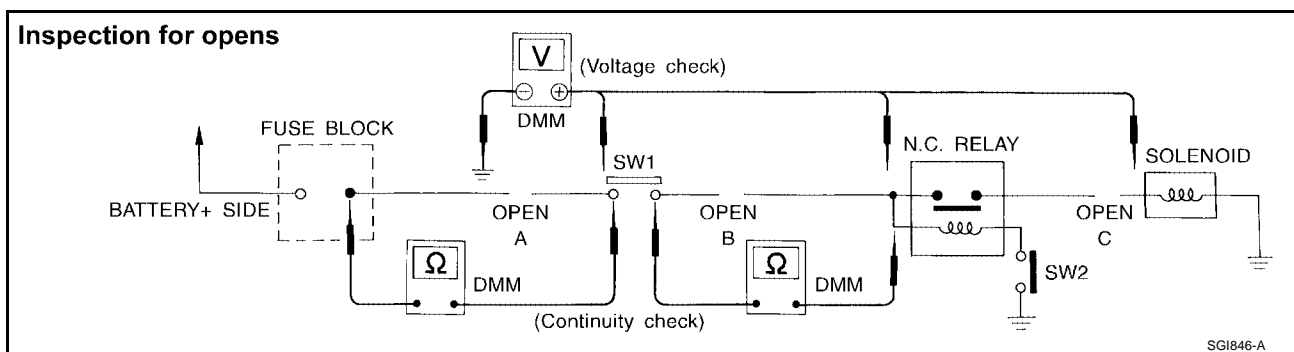 Inspection for opens
V
(Voltage check)
DMM
FUSE BLOCK
SW1
N.C. RELAY
SOLENOID
BATTERY+ SIDE
OPEN
A
OPEN
B
OPEN
C
Ω
DMM
Ω
DMM
SW2
(Continuity check)
SGI846-A